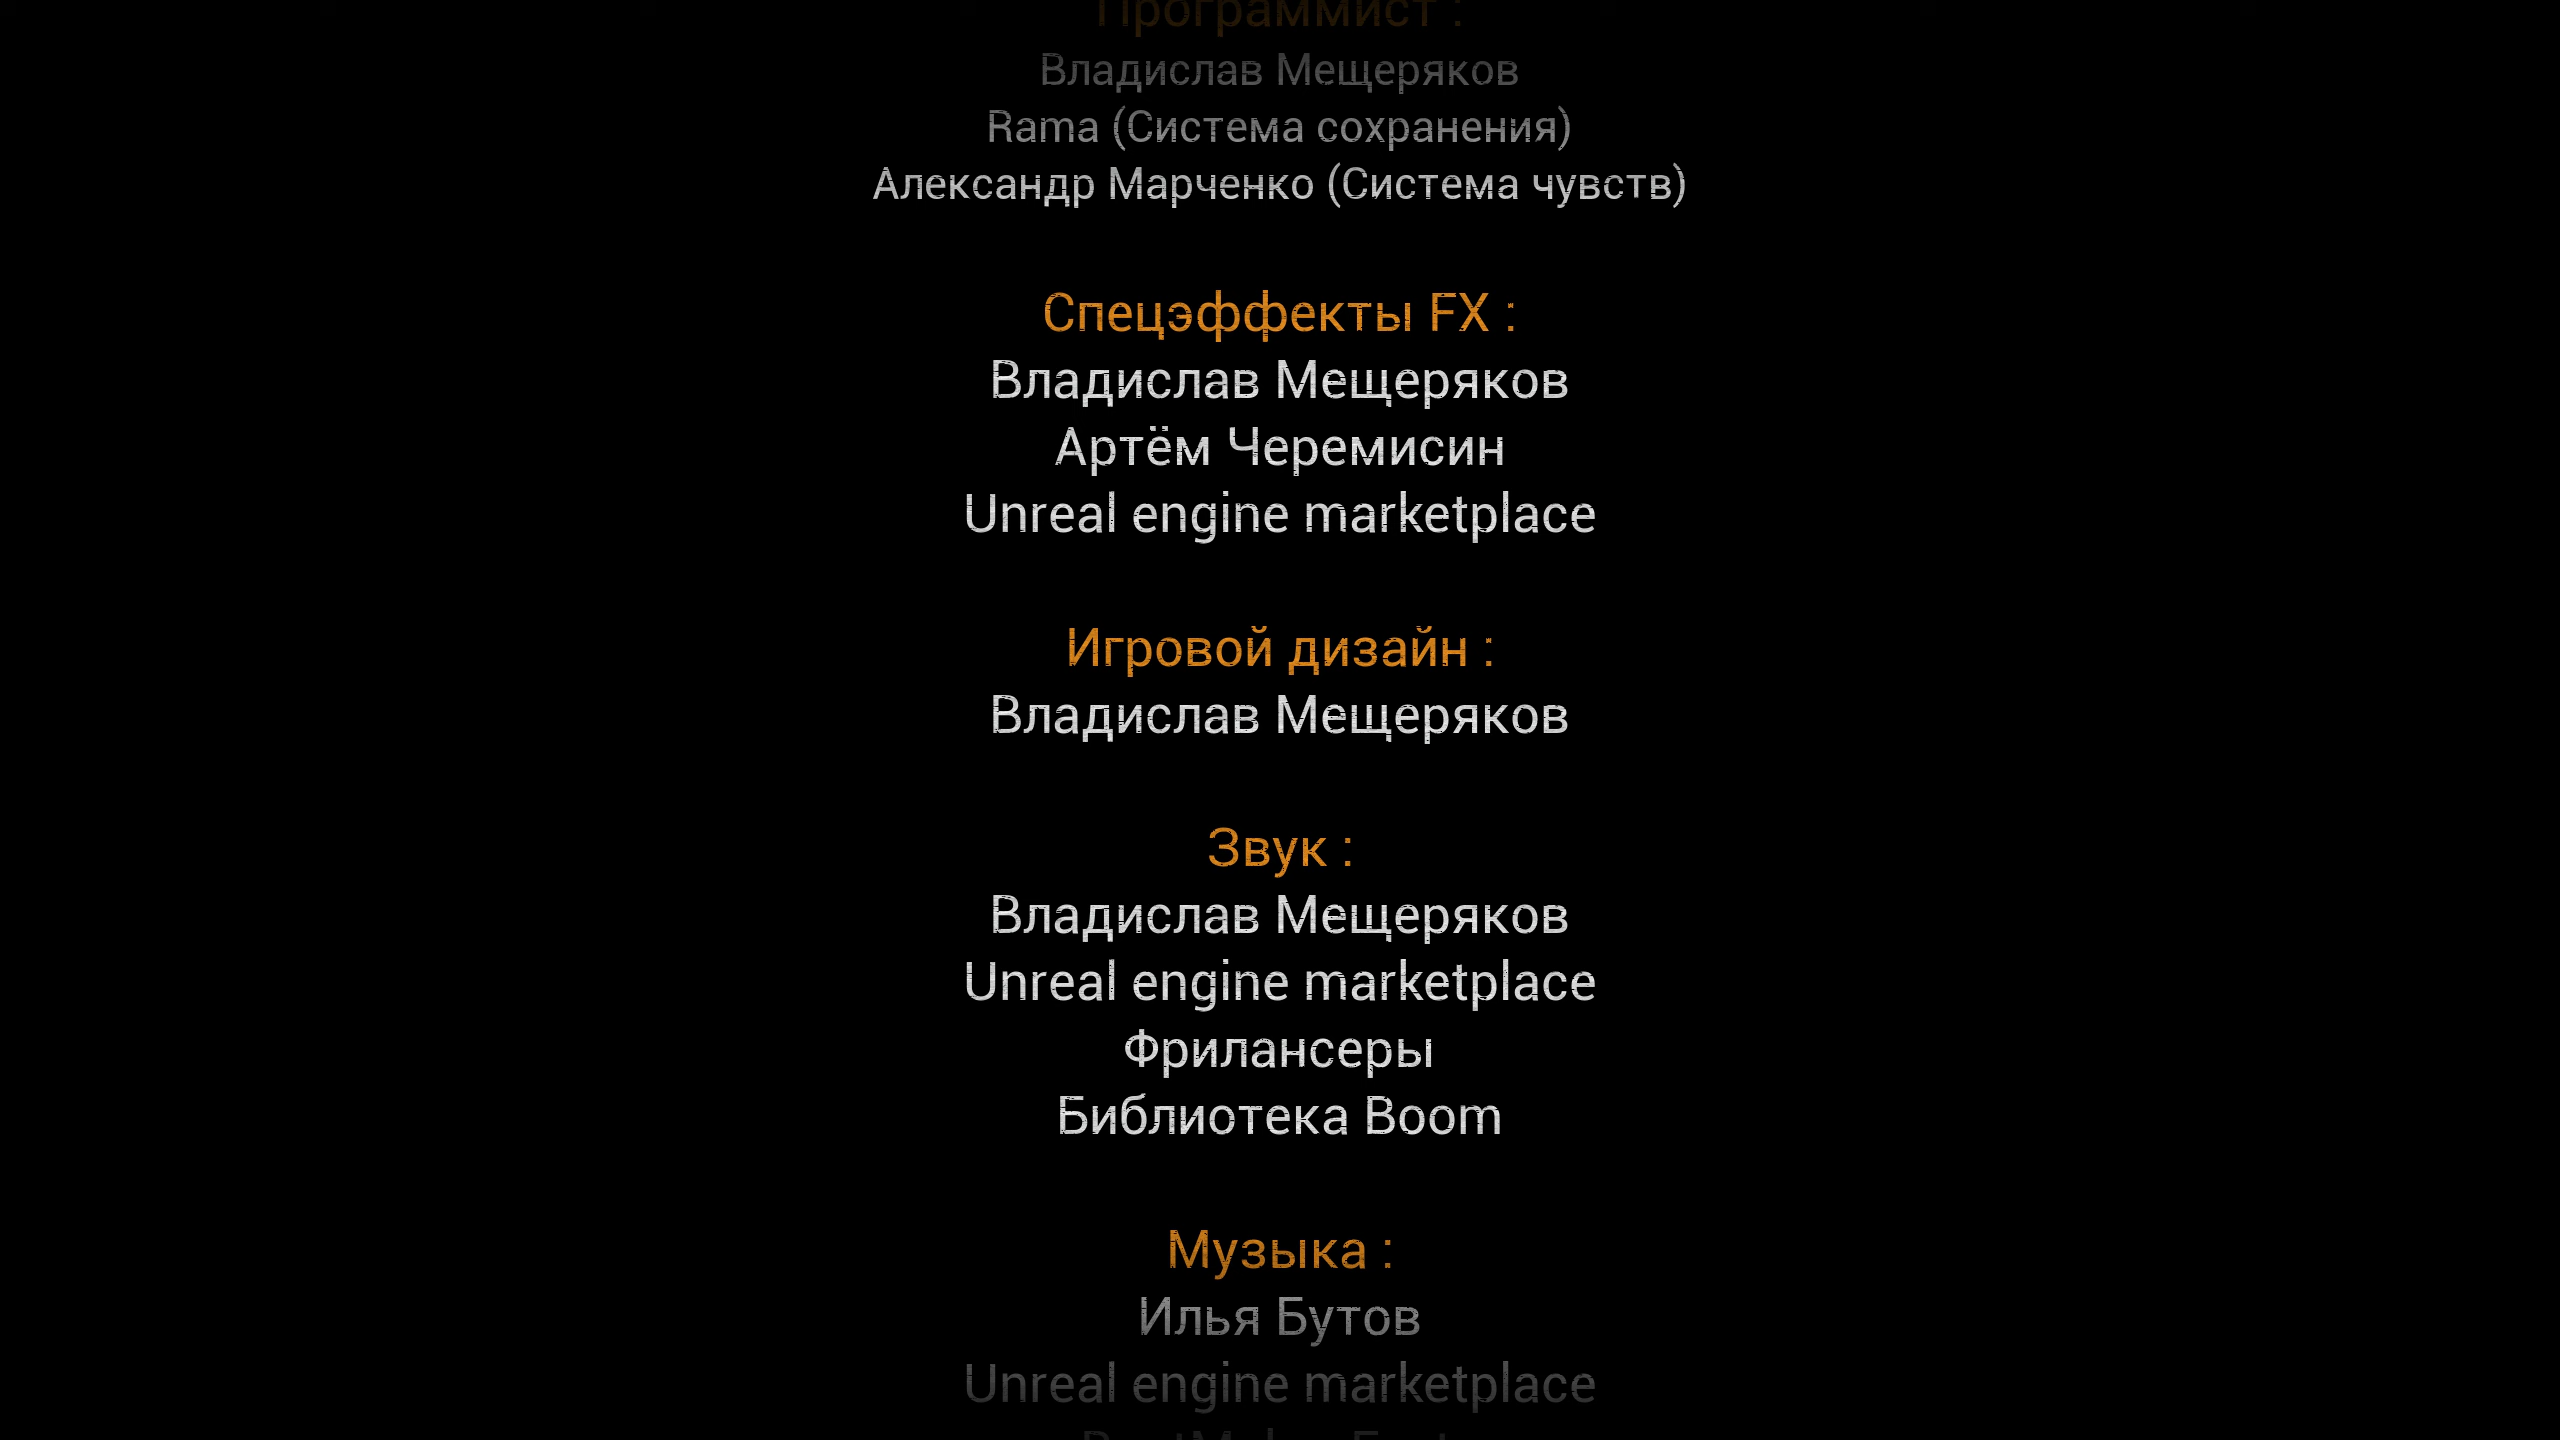 Программист :
Владислав Мещеряков
Rama (Система сохранения)
Александр Марченко (Система чувств)
Спецэффекты FX :
Владислав Мещеряков
Артём Черемисин
Unreal engine marketplace
Игровой дизайн :
Владислав Мещеряков
Звук :
Владислав Мещеряков
Unreal engine marketplace
Фрилансеры
Библиотека Boom
Музыка :
Илья Бутов
Unreal engine marketplace